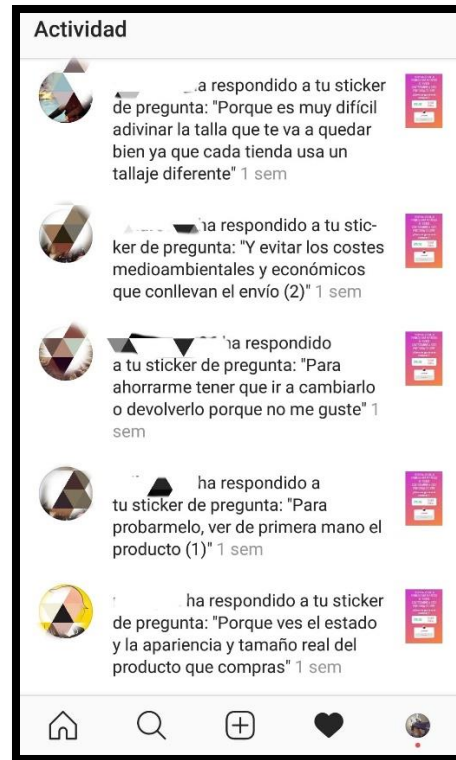 Actividad
a respondido a tu sticker
de pregunta: "Porque es muy difícil
adivinar la talla que te va a quedar
bien ya que cada tienda usa un
tallaje diferente" 1 sem
ha respondido a tu stic-
ker de pregunta: "Y evitar los costes
medioambientales y económicos
que conllevan el envío (2)" 1 sem
ha respondido
a tu sticker de pregunta: "Para
ahorrarme tener que ir a cambiarlo
o devolverlo porque no me guste" 1
sem
ha respondido a
tu sticker de pregunta: "Para
probarmelo, ver de primera mano el
producto (1)" 1 sem
ha respondido a tu sticker
de pregunta: "Porque ves el estado
y la apariencia y tamaño real del
producto que compras" 1 sem